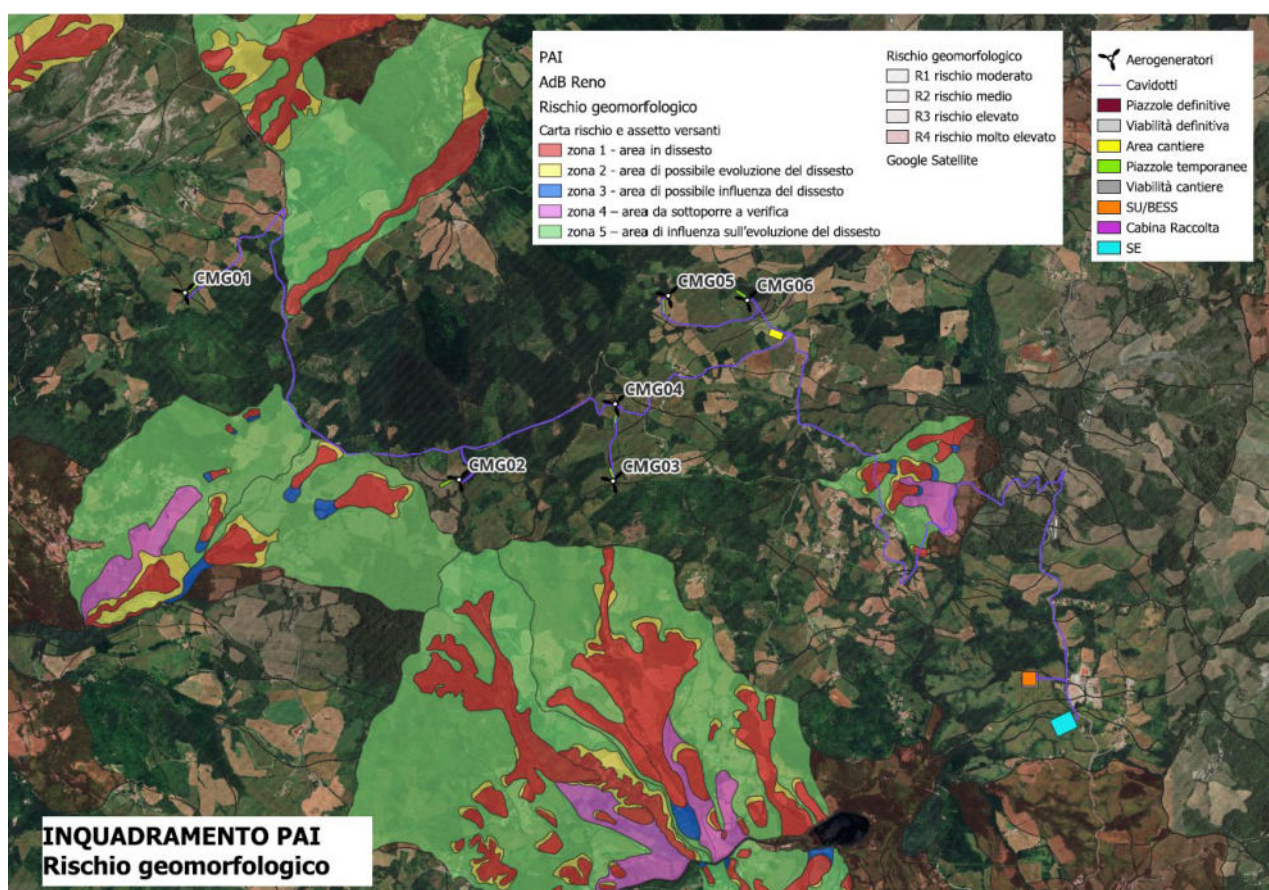 PAI
AdB Reno
Rischio geomorfologico
Carta rischio e assetto versanti
zona 1 - area in dissesto
zona 2 - area di possibile evoluzione del dissesto
zona 3 - area di possibile influenza del dissesto
zona 4 – area da sottoporre a verifica
zona 5 – area di influenza sull'evoluzione del dissesto
Rischio geomorfologico
R1 rischio moderato
R2 rischio medio
R3 rischio elevato
R4 rischio molto elevato
Google Satellite
Aerogeneratori
Cavidotti
Piazzole definitive
Viabilità definitiva
Area cantiere
Piazzole temporanee
Viabilità cantiere
SU/BESS
Cabina Raccolta
SE
CMG01
CMG05
CMG06
CMG04
CMG02
CMG03
INQUADRAMENTO PAI
Rischio geomorfologico